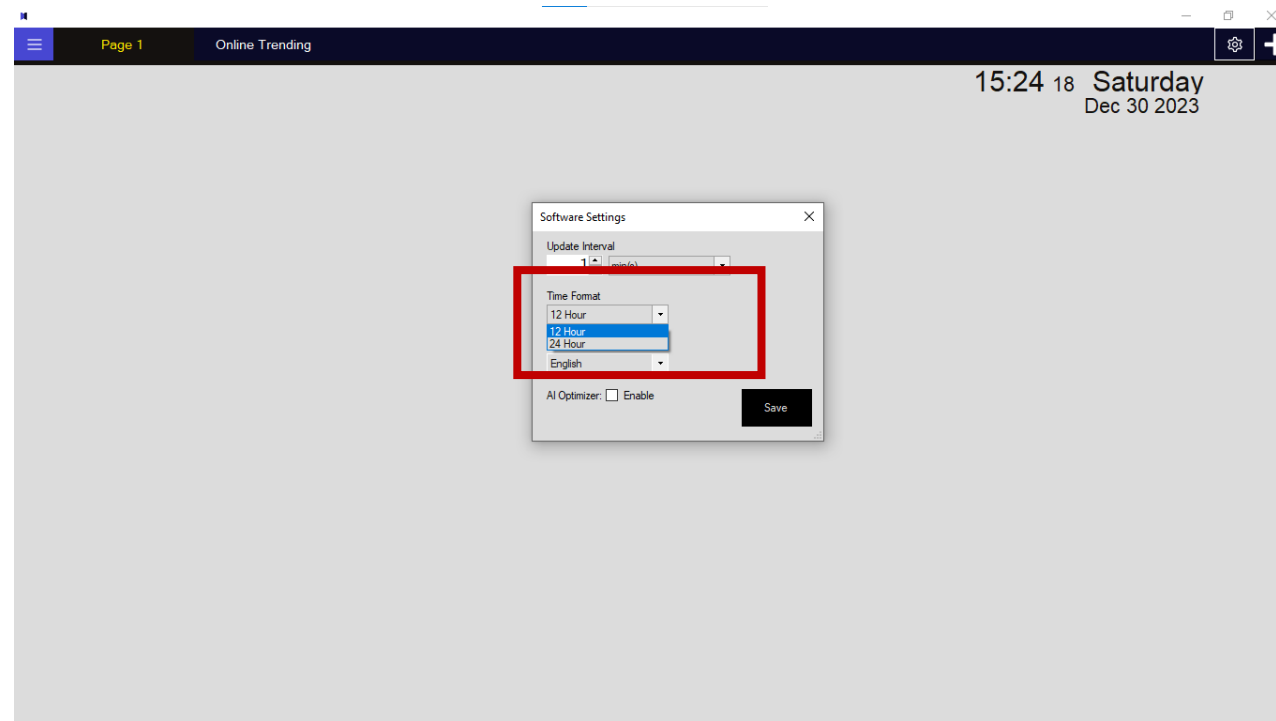 Page 1 Online Trending
15:24 18 Saturday
Dec 30 2023
Software Settings
Update Interval
1 min(s)
Time Format
12 Hour
12 Hour
24 Hour
English
AI Optimizer: Enable
Save